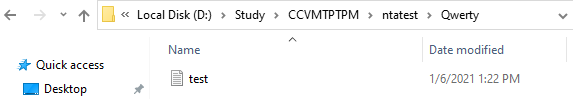 Local Disk (D:) > Study > CCVMTPTPM > ntatest > Qwerty
Name Date modified
Quick access
test 1/6/2021 1:22 PM
Desktop